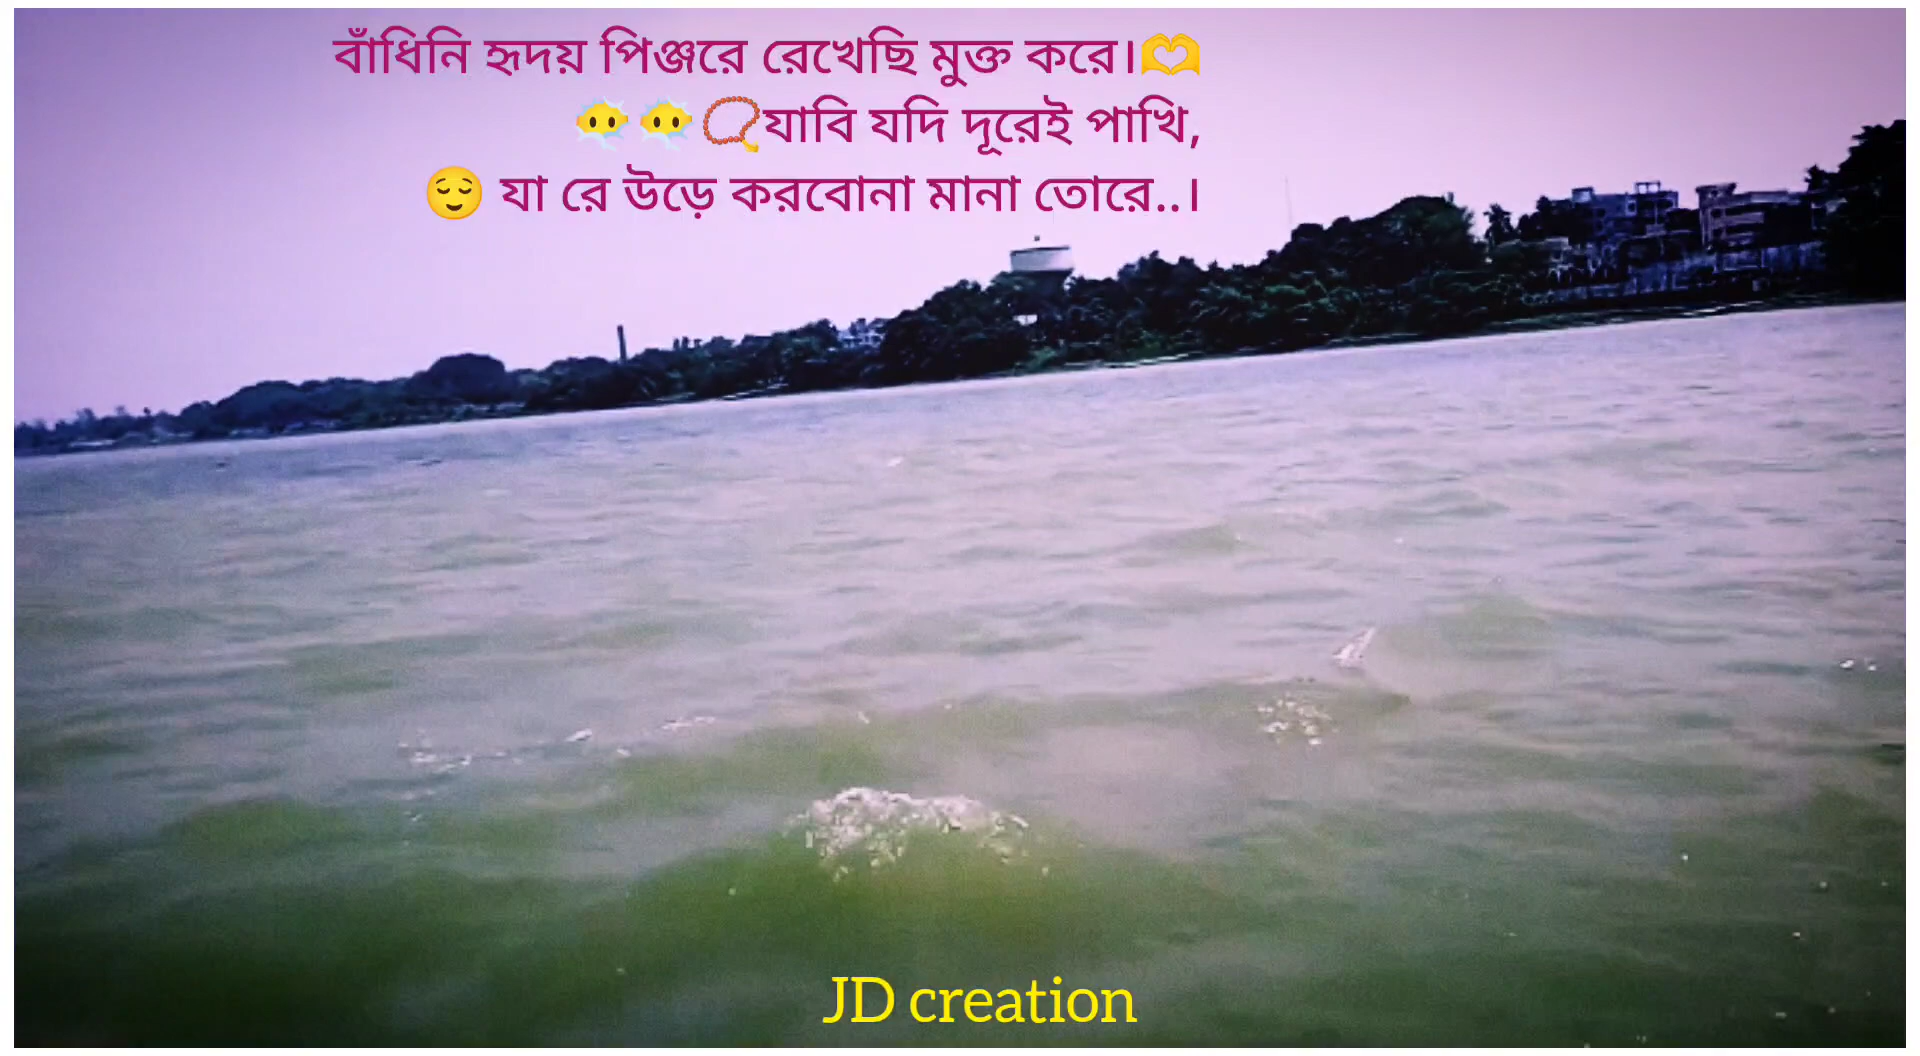 বাঁধিনি হৃদয় পিঞ্জরে রেখেছি মুক্ত করে।🫶
😶‍🌫️😶‍🌫️📿যাবি যদি দূরেই পাখি,
😌 যা রে উড়ে করবোনা মানা তোরে..।
JD creation